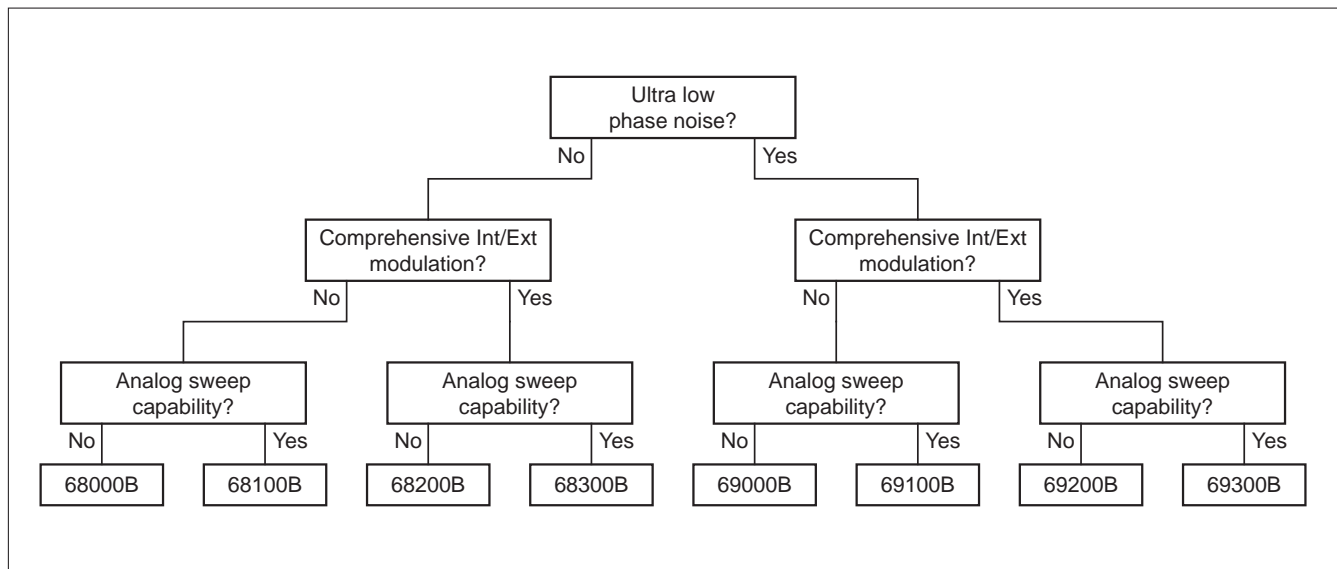 Ultra low
phase noise?
No
Yes
Comprehensive Int/Ext
modulation?
Comprehensive Int/Ext
modulation?
No
Yes
No
Yes
Analog sweep
capability?
Analog sweep
capability?
Analog sweep
capability?
Analog sweep
capability?
No
Yes
No
Yes
No
Yes
No
Yes
68000B
68100B
68200B
68300B
69000B
69100B
69200B
69300B